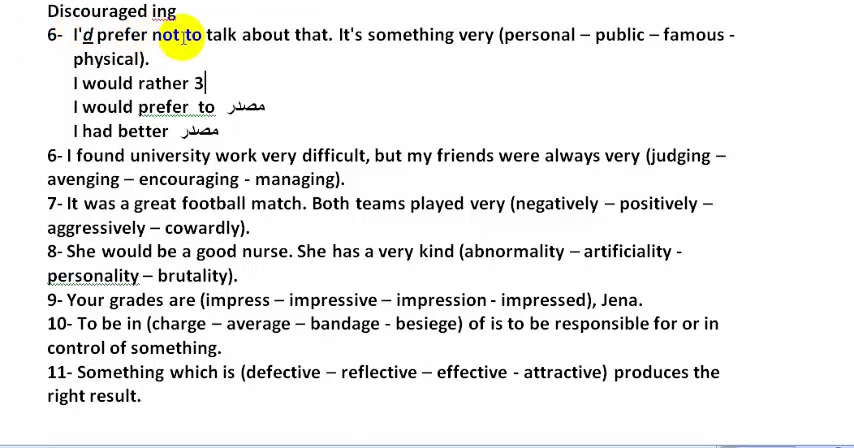 Discouraged ing
6- I'd prefer not to talk about that. It's something very (personal – public – famous -
physical).
I would rather 3
I would prefer to مصدر
I had better مصدر
6- I found university work very difficult, but my friends were always very (judging –
avenging – encouraging - managing).
7- It was a great football match. Both teams played very (negatively – positively –
aggressively – cowardly).
8- She would be a good nurse. She has a very kind (abnormality – artificiality -
personality – brutality).
9- Your grades are (impress – impressive – impression - impressed), Jena.
10- To be in (charge – average – bandage - besiege) of is to be responsible for or in
control of something.
11- Something which is (defective – reflective – effective - attractive) produces the
right result.